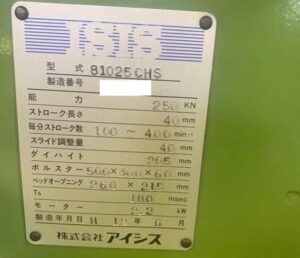 ISIS
型式 81025CHS
製造番号
能力 250 KN
ストローク長さ 40 mm
毎分ストローク数 100 ～ 400 min⁻¹
スライド調整量 40 mm
ダイハイト 205 mm
ボルスター 500×300×60 mm
ベッドオープニング 260 × 215 mm
Ts 180 msec
モーター 2.2 kW
製造年月日 H 年 6 月
株式会社 アイシス